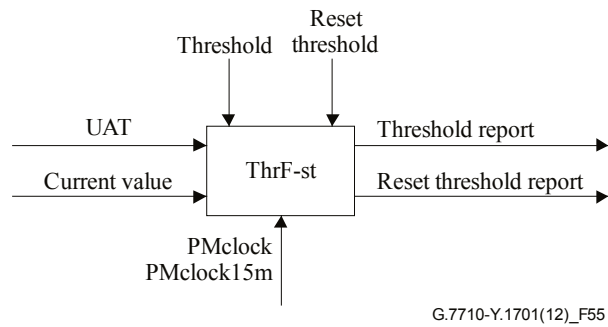 Reset
Threshold threshold
UAT
Threshold report
ThrF-st
Current value
Reset threshold report
PMclock
PMclock15m
G.7710-Y.1701(12)_F55